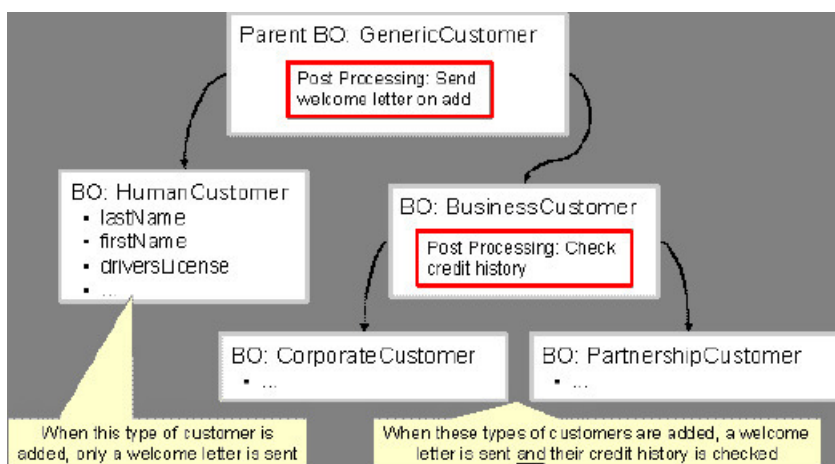 Parent BO: GenericCustomer
Post Processing: Send
welcome letter on add
BO: HumanCustomer
▪ lastName
▪ firstName
▪ driversLicense
▪ ...
BO: BusinessCustomer
Post Processing: Check
credit history
BO: CorporateCustomer
▪ ...
BO: PartnershipCustomer
▪ ...
When this type of customer is
added, only a welcome letter is sent
When these types of customers are added, a welcome
letter is sent and their credit history is checked